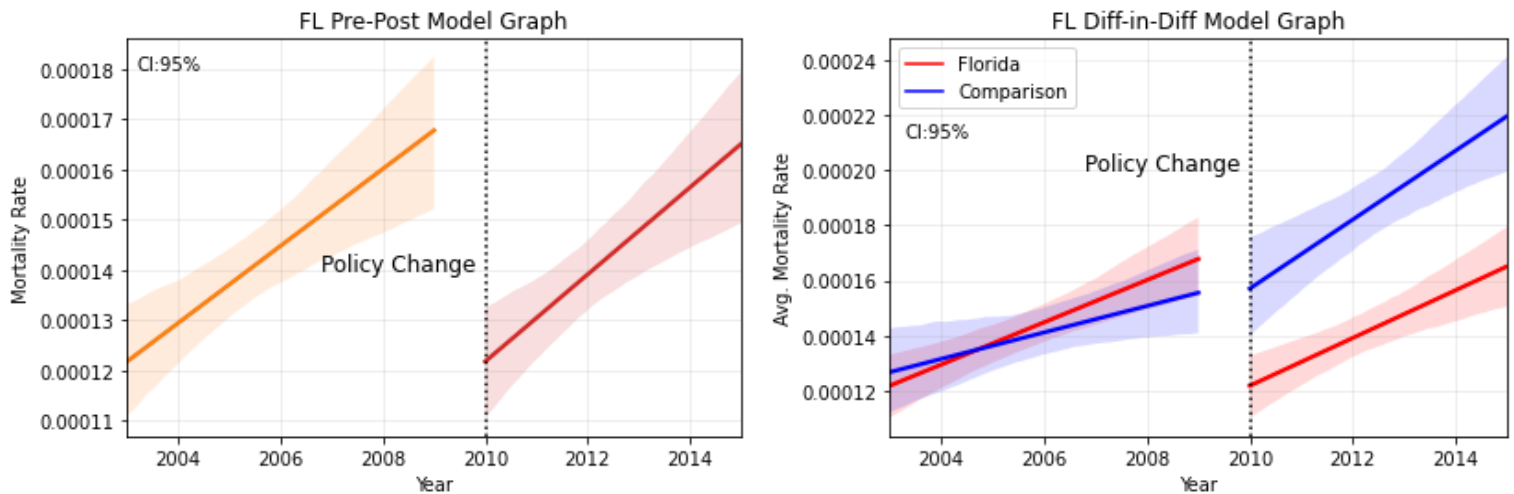 FL Pre-Post Model Graph
CI:95%
0.00018
0.00017
0.00016
0.00015
0.00014
0.00013
0.00012
0.00011
Mortality Rate
Policy Change
2004 2006 2008 2010 2012 2014
Year
FL Diff-in-Diff Model Graph
Florida
Comparison
CI:95%
0.00024
0.00022
0.00020
0.00018
0.00016
0.00014
0.00012
Avg. Mortality Rate
Policy Change
2004 2006 2008 2010 2012 2014
Year